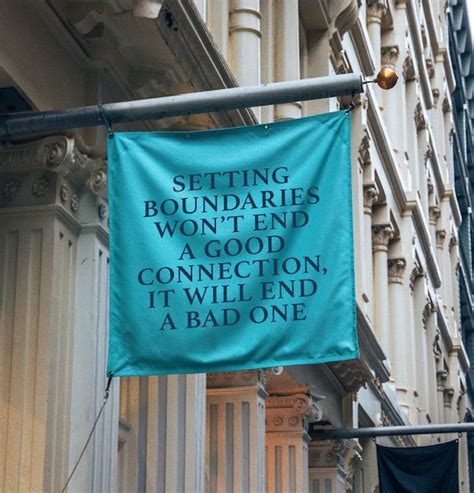 SETTING
BOUNDARIES
WON'T END
A GOOD
CONNECTION,
IT WILL END
A BAD ONE